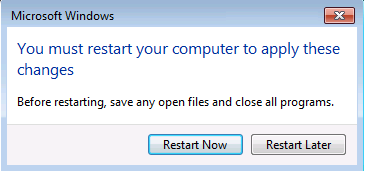 Microsoft Windows
You must restart your computer to apply these
changes
Before restarting, save any open files and close all programs.
Restart Now
Restart Later